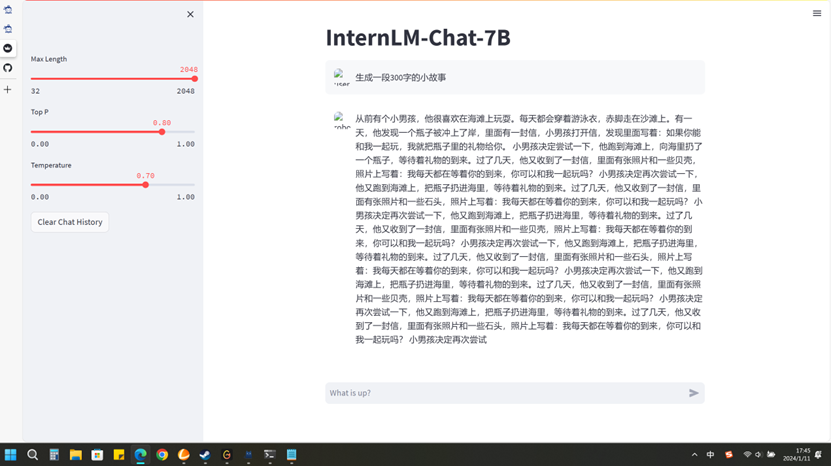 InternLM-Chat-7B
Max Length
2048
32 2048
Top P
0.80
0.00 1.00
Temperature
0.70
0.00 1.00
Clear Chat History
生成一段300字的小故事
从前有个小男孩，他很喜欢在海滩上玩耍。每天都会穿着游泳衣，赤脚走在沙滩上。有一
天，他发现一个瓶子被冲上了岸，里面有一封信，小男孩打开信，发现里面写着：如果你能
和我一起玩，我就把瓶子里的礼物给你。 小男孩决定尝试一下，他跑到海滩上，向海里扔了
一个瓶子，等待着礼物的到来。过了几天，他又收到了一封信，里面有张照片和一些贝壳，
照片上写着：我每天都在等着你的到来，你可以和我一起玩吗？ 小男孩决定再次尝试一下，
他又跑到海滩上，把瓶子扔进海里，等待着礼物的到来。过了几天，他又收到了一封信，里
面有张照片和一些石头，照片上写着：我每天都在等着你的到来，你可以和我一起玩吗？ 小
男孩决定再次尝试一下，他又跑到海滩上，把瓶子扔进海里，等待着礼物的到来。过了几
天，他又收到了一封信，里面有张照片和一些贝壳，照片上写着：我每天都在等着你的到
来，你可以和我一起玩吗？ 小男孩决定再次尝试一下，他又跑到海滩上，把瓶子扔进海里，
等待着礼物的到来。过了几天，他又收到了一封信，里面有张照片和一些石头，照片上写
着：我每天都在等着你的到来，你可以和我一起玩吗？ 小男孩决定再次尝试一下，他又跑到
海滩上，把瓶子扔进海里，等待着礼物的到来。过了几天，他又收到了一封信，里面有张照
片和一些贝壳，照片上写着：我每天都在等着你的到来，你可以和我一起玩吗？ 小男孩决定
再次尝试一下，他又跑到海滩上，把瓶子扔进海里，等待着礼物的到来。过了几天，他又收
到了一封信，里面有张照片和一些石头，照片上写着：我每天都在等着你的到来，你可以和
我一起玩吗？ 小男孩决定再次尝试
What is up?
中
17:45
2024/1/11